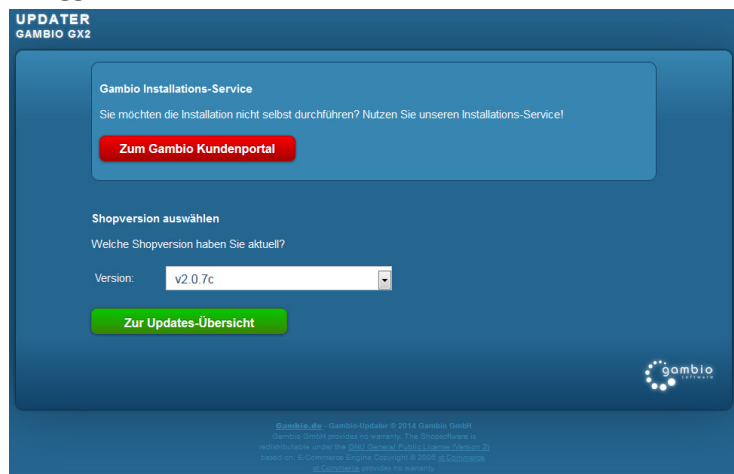 UPDATER
GAMBIO GX2
Gambio Installations-Service
Sie möchten die Installation nicht selbst durchführen? Nutzen Sie unseren Installations-Service!
Zum Gambio Kundenportal
Shopversion auswählen
Welche Shopversion haben Sie aktuell?
Version: v2.0.7c
Zur Updates-Übersicht
gambio
software
Gambio.de - Gambio-Updater © 2014 Gambio GmbH
Gambio GmbH provides no warranty. The Shopsoftware is
redistributable under the GNU General Public License (Version 2)
based on: E-Commerce Engine Copyright © 2006 xt:Commerce,
xt:Commerce provides no warranty.